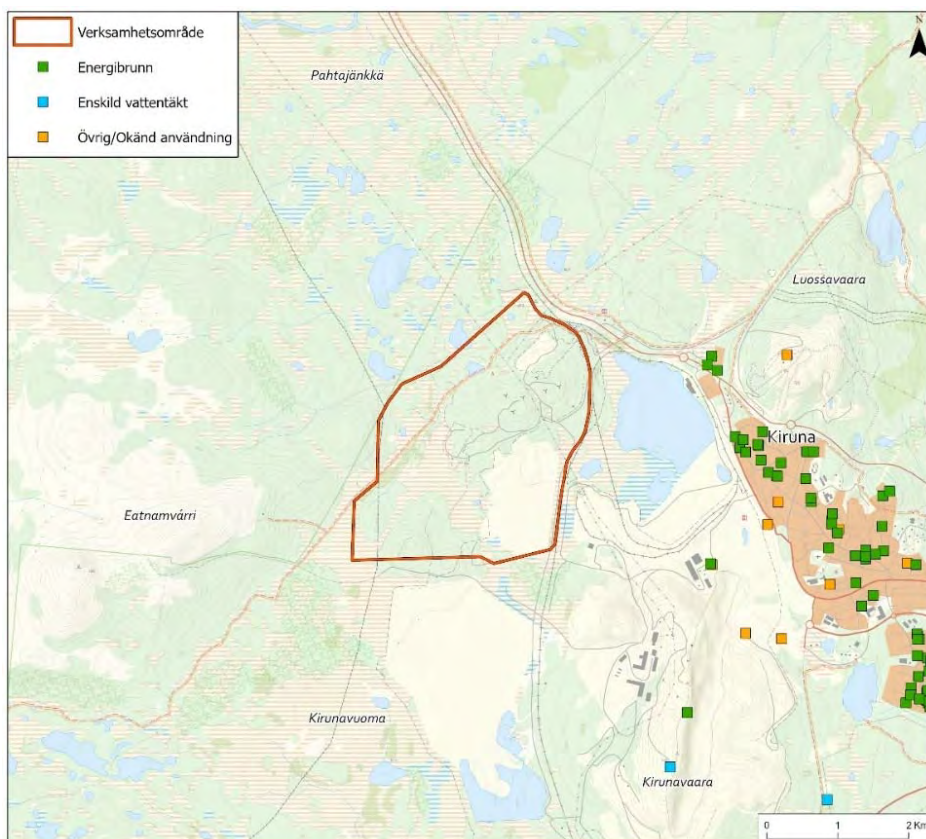 Verksamhetsområde
Energibrunn
Enskild vattentäkt
Övrig/Okänd användning
N
Pahtajänkkä
Luossavaara
Kiruna
Eatnamvárri
Kirunavuoma
Kirunavaara
0 1 2 Km